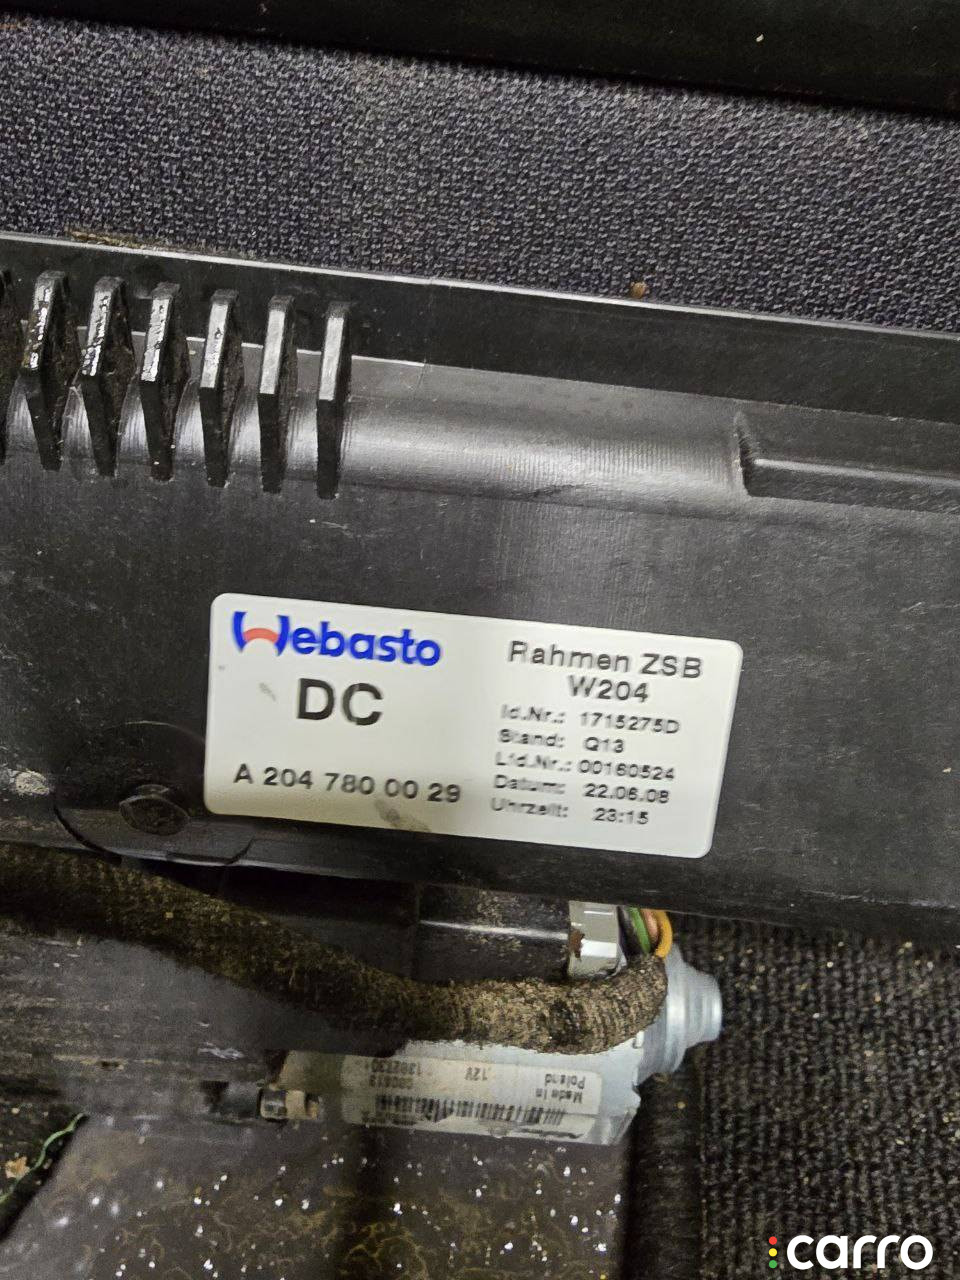 Webasto
DC
A 204 780 00 29
Rahmen ZSB
W204
Id.Nr.: 1715275D
Stand: Q13
Lfd.Nr.: 00160524
Datum: 22.06.08
Uhrzeit: 23:15
Made in
Poland
12V
carro